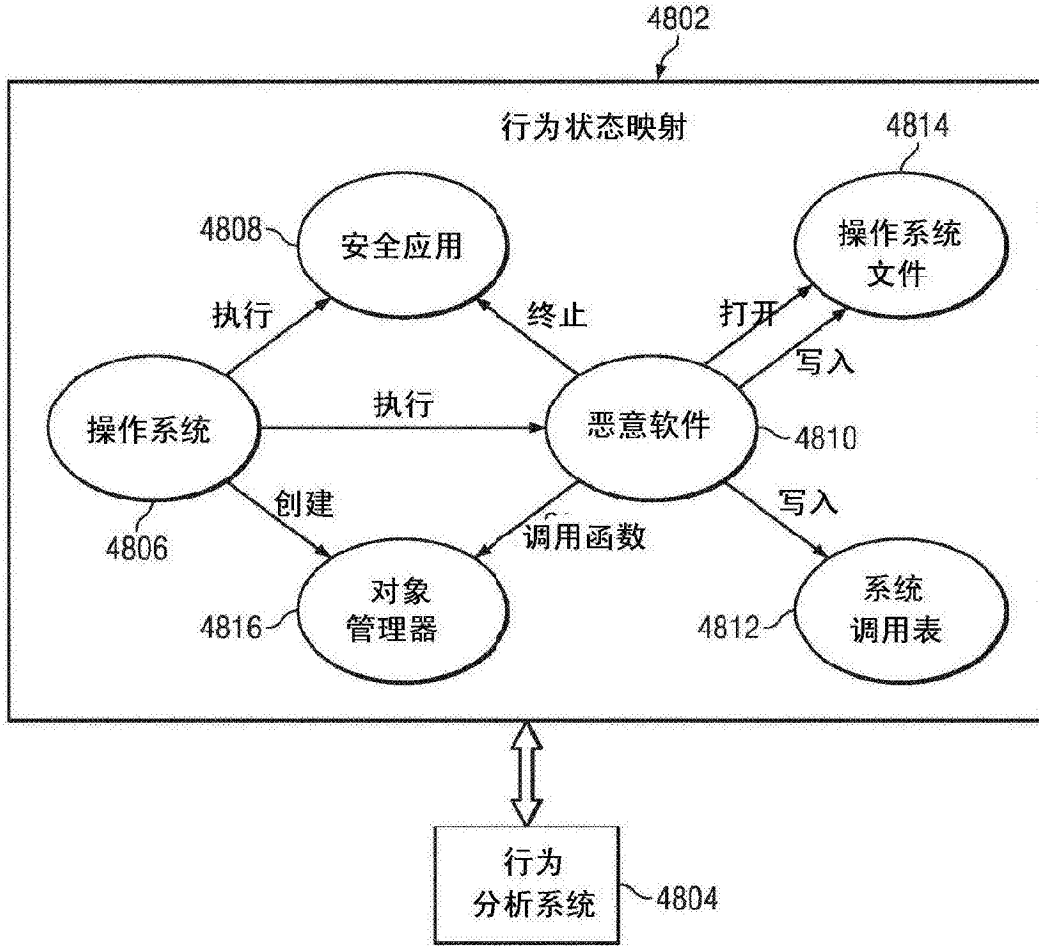 4802
行为状态映射
4814
4808
安全应用
操作系统
文件
执行
终止
打开
写入
操作系统
执行
恶意软件
4810
4806
创建
调用函数
写入
4816
对象
管理器
4812
系统
调用表
行为
分析系统
4804